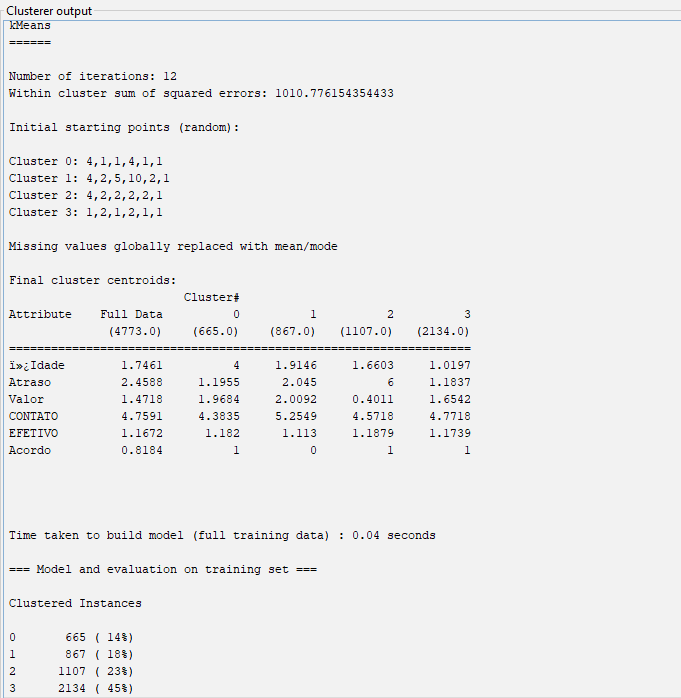 Clusterer output
kMeans
======
Number of iterations: 12
Within cluster sum of squared errors: 1010.776154354433
Initial starting points (random):
Cluster 0: 4,1,1,4,1,1
Cluster 1: 4,2,5,10,2,1
Cluster 2: 4,2,2,2,2,1
Cluster 3: 1,2,1,2,1,1
Missing values globally replaced with mean/mode
Final cluster centroids:
Cluster#
Attribute Full Data 0 1 2 3
(4773.0) (665.0) (867.0) (1107.0) (2134.0)
==================================================================
ï»¿Idade 1.7461 4 1.9146 1.6603 1.0197
Atraso 2.4588 1.1955 2.045 6 1.1837
Valor 1.4718 1.9684 2.0092 0.4011 1.6542
CONTATO 4.7591 4.3835 5.2549 4.5718 4.7718
EFETIVO 1.1672 1.182 1.113 1.1879 1.1739
Acordo 0.8184 1 0 1 1
Time taken to build model (full training data) : 0.04 seconds
=== Model and evaluation on training set ===
Clustered Instances
0 665 ( 14%)
1 867 ( 18%)
2 1107 ( 23%)
3 2134 ( 45%)